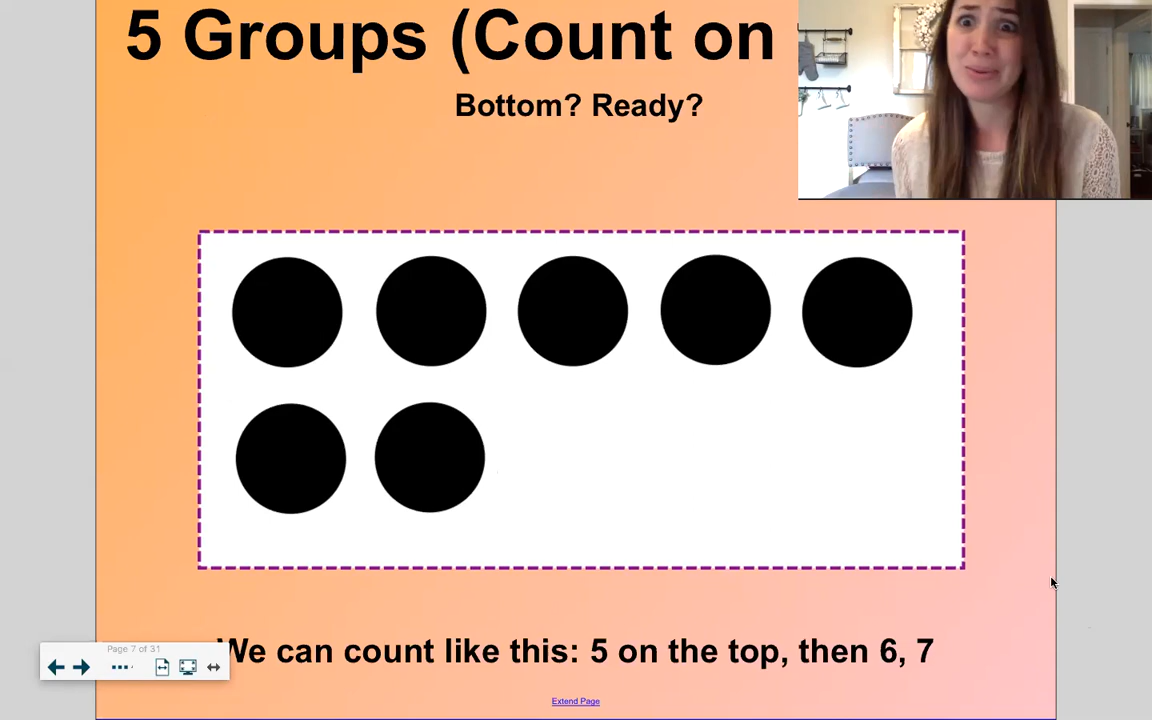 5 Groups (Count on
Bottom? Ready?
We can count like this: 5 on the top, then 6, 7
Page 7 of 31
Extend Page